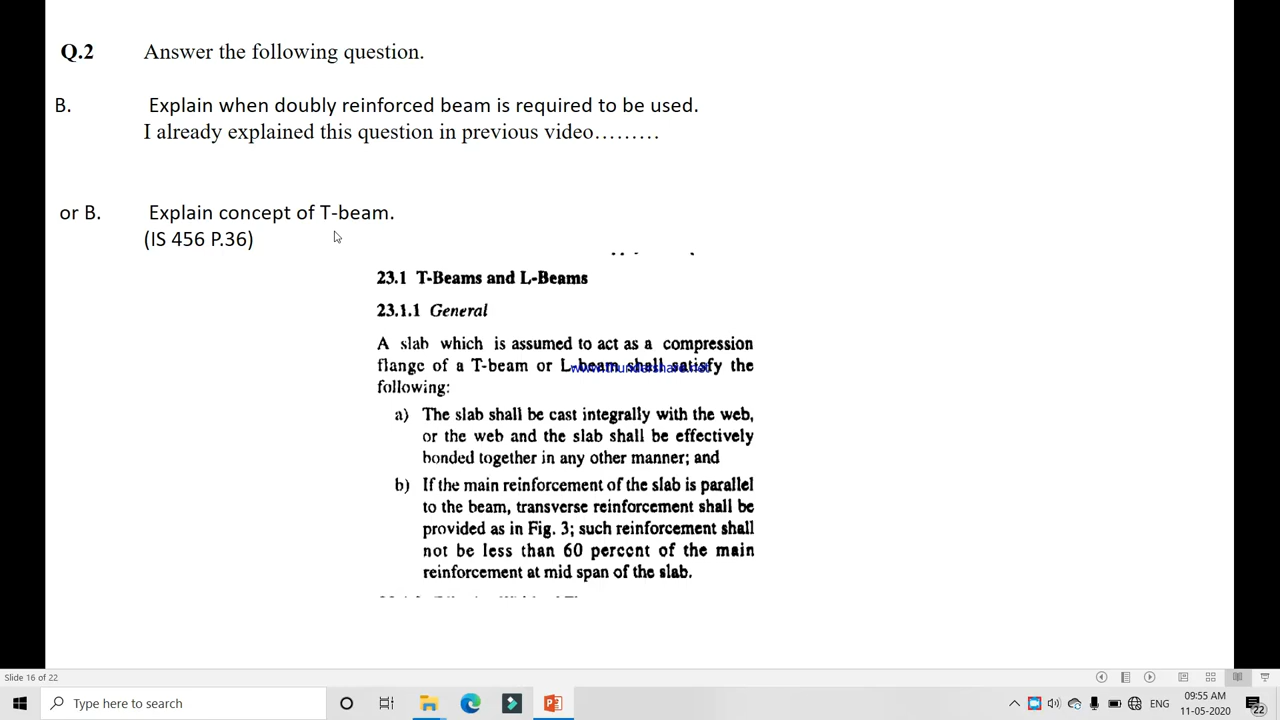 Q.2 Answer the following question.
B. Explain when doubly reinforced beam is required to be used.
I already explained this question in previous video.........
or B. Explain concept of T-beam.
(IS 456 P.36)
23.1 T-Beams and L-Beams
23.1.1 General
A slab which is assumed to act as a compression
flange of a T-beam or L-beam shall satisfy the
www.thundershare.net
following:
a) The slab shall be cast integrally with the web,
or the web and the slab shall be effectively
bonded together in any other manner; and
b) If the main reinforcement of the slab is parallel
to the beam, transverse reinforcement shall be
provided as in Fig. 3; such reinforcement shall
not be less than 60 percent of the main
reinforcement at mid span of the slab.
Slide 16 of 22
Type here to search
ENG
09:55 AM
11-05-2020
22